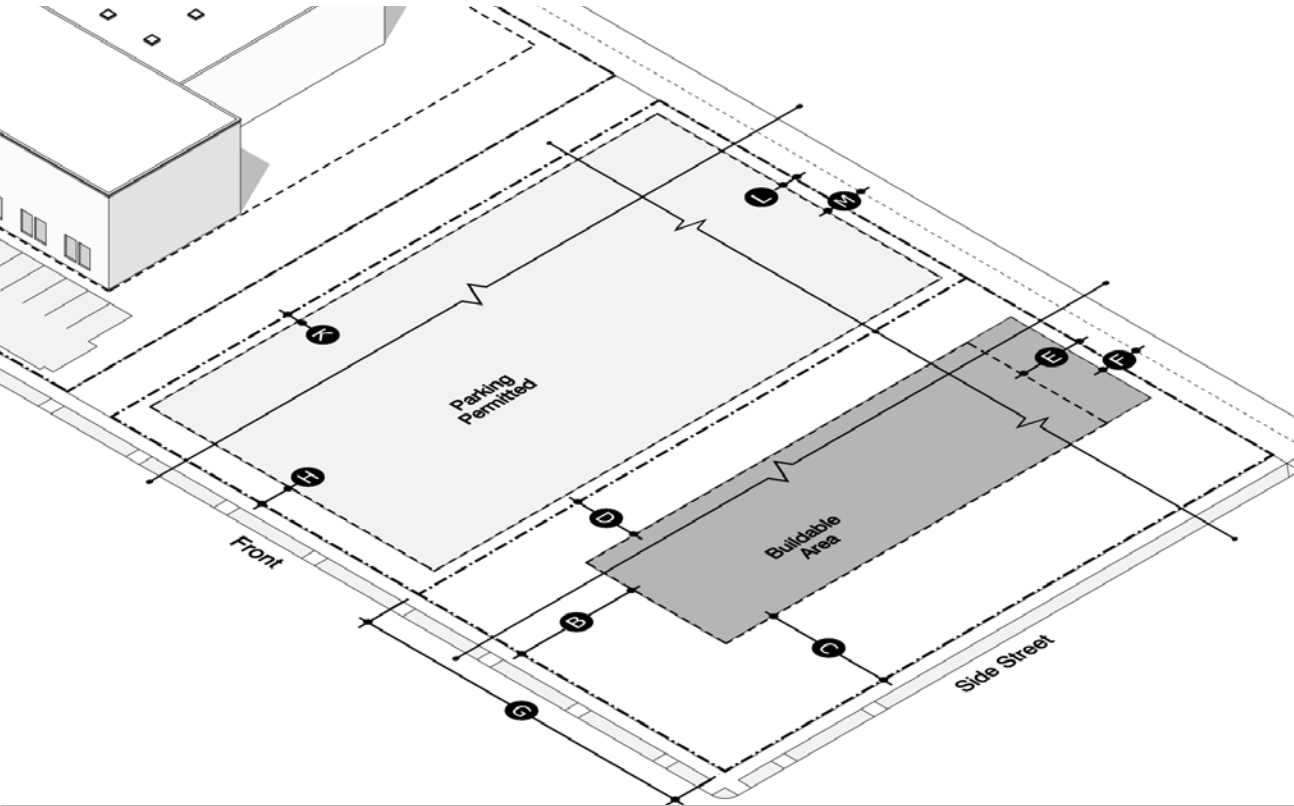 L
M
K
Parking
Permitted
E
F
H
D
Buildable
Area
Front
B
C
Side Street
G